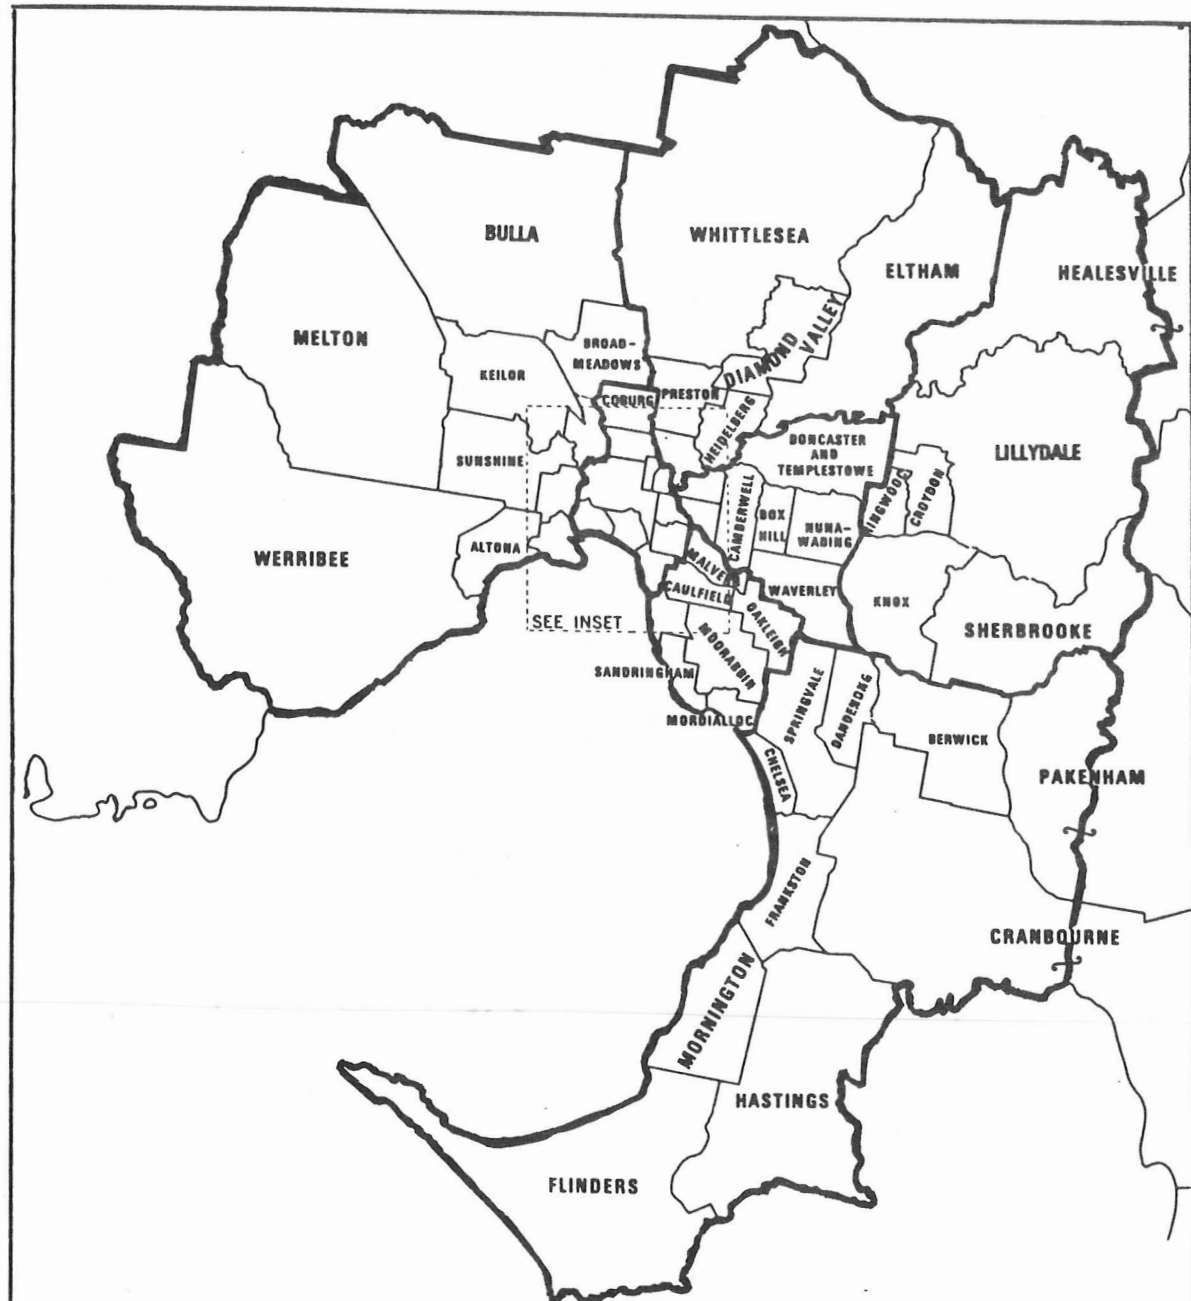 BULLA
WHITTLESEA
ELTHAM
HEALESVILLE
MELTON
BROAD-
MEADOWS
DIAMOND
VALLEY
KEILOR
COBURG
PRESTON
HEIDELBERG
DONCASTER
AND
TEMPLESTOWE
LILLYDALE
SUNSHINE
CAMBERWELL
BOX
HILL
NUNA-
WADING
RINGWOOD
CROYDON
WERRIBEE
ALTONA
MALVERN
CAULFIELD
WAVERLEY
OAKLEIGH
KNOX
SHERBROOKE
SEE INSET
MOORABBIN
SANDRINGHAM
MORDIALLOC
SPRINGVALE
DANDENONG
BERWICK
CHELSEA
PAKENHAM
FRANKSTON
CRANBOURNE
MORNINGTON
HASTINGS
FLINDERS